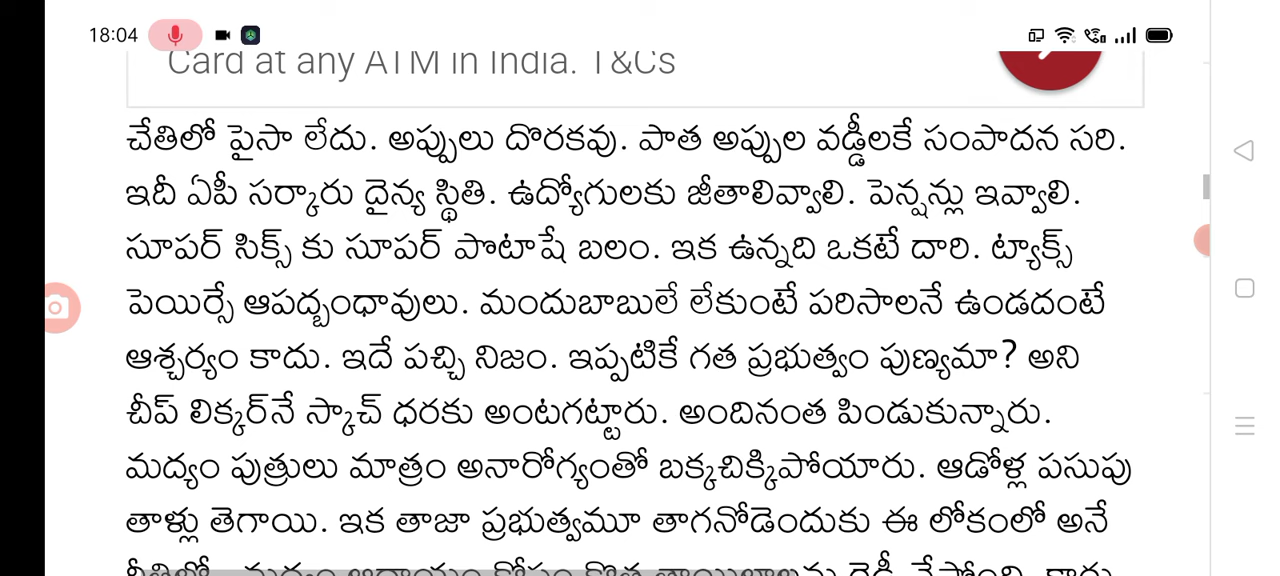 18:04
Card at any ATM in India. T&Cs
చేతిలో పైసా లేదు. అప్పులు దొరకవు. పాత అప్పుల వడ్డీలకే సంపాదన సరి.
ఇదీ ఏపీ సర్కారు దైన్య స్థితి. ఉద్యోగులకు జీతాలివ్వాలి. పెన్షన్లు ఇవ్వాలి.
సూపర్ సిక్స్ కు సూపర్ పొటాషే బలం. ఇక ఉన్నది ఒకటే దారి. ట్యాక్స్
పెయిర్సే ఆపద్బంధావులు. మందుబాబులే లేకుంటే పరిసాలనే ఉండదంటే
ఆశ్చర్యం కాదు. ఇదే పచ్చి నిజం. ఇప్పటికే గత ప్రభుత్వం పుణ్యమా? అని
చీప్ లిక్కర్‌నే స్కాచ్ ధరకు అంటగట్టారు. అందినంత పిండుకున్నారు.
మద్యం పుత్రులు మాత్రం అనారోగ్యంతో బక్కచిక్కిపోయారు. ఆడోళ్ల పసుపు
తాళ్లు తెగాయి. ఇక తాజా ప్రభుత్వమూ తాగనోడెందుకు ఈ లోకంలో అనే
రీతిలో.. మద్యం ఆదాయం కోసం కొత్త తాయిలాలను రెడీ చేస్తోంది. కాదు